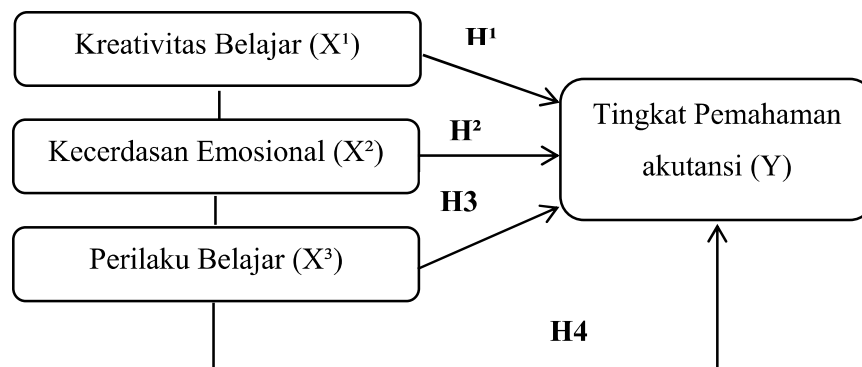 Kreativitas Belajar (X¹)
H¹
Kecerdasan Emosional (X²)
H²
Tingkat Pemahaman
akutansi (Y)
H3
Perilaku Belajar (X³)
H4